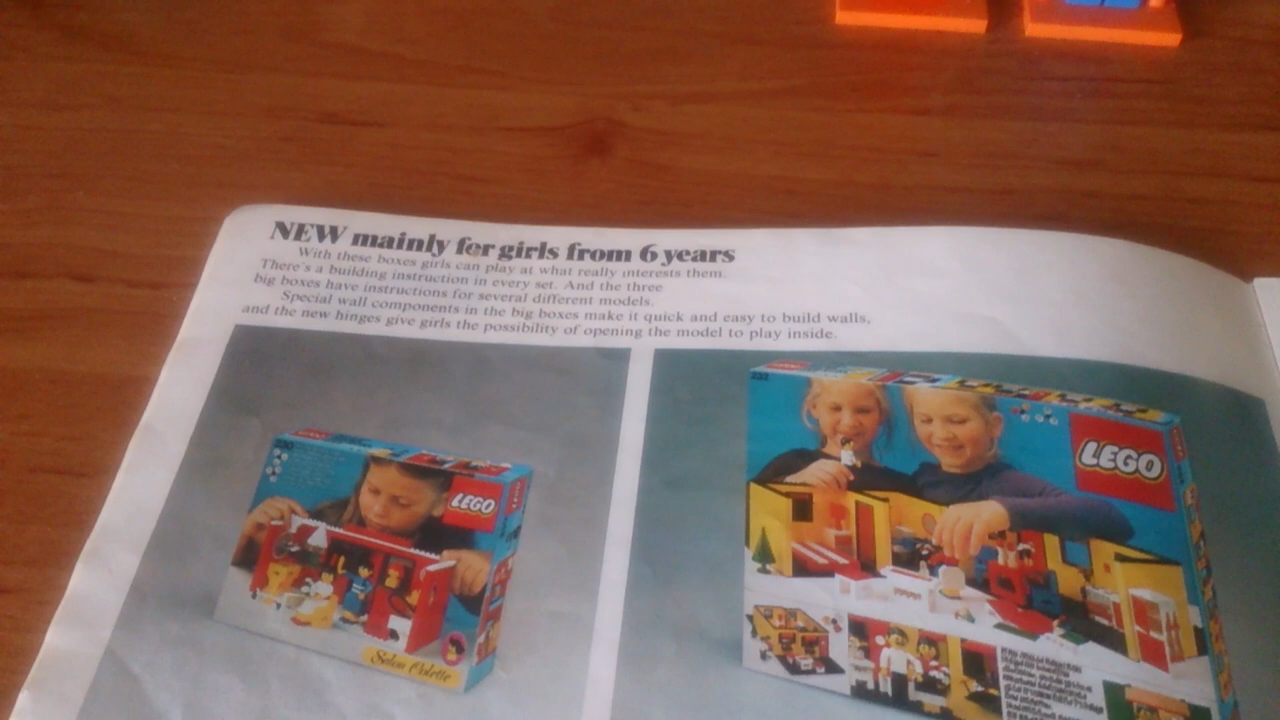 NEW mainly for girls from 6 years
With these boxes girls can play at what really interests them.
There's a building instruction in every set. And the three
big boxes have instructions for several different models.
Special wall components in the big boxes make it quick and easy to build walls,
and the new hinges give girls the possibility of opening the model to play inside.
230
LEGO
Salon
LEGO